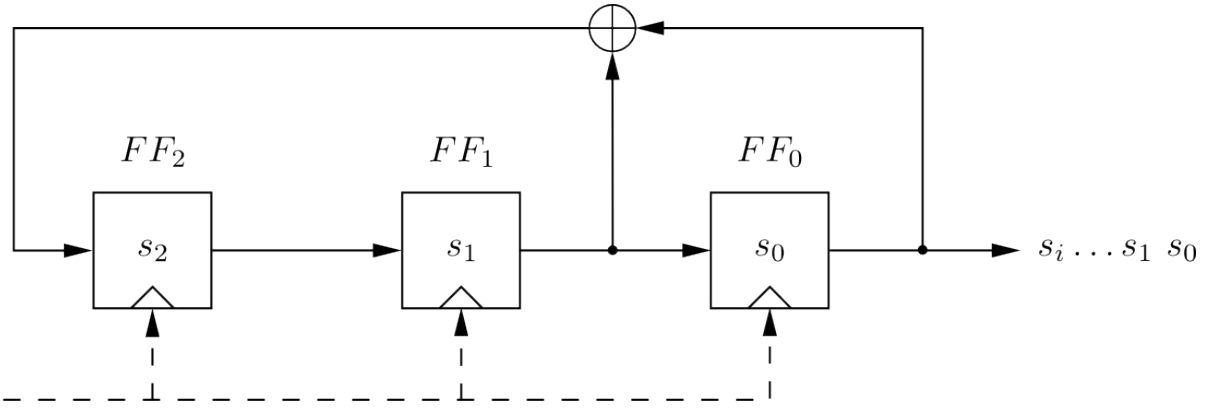 FF₂ FF₁ FF₀
s₂ s₁ s₀ sᵢ … s₁ s₀